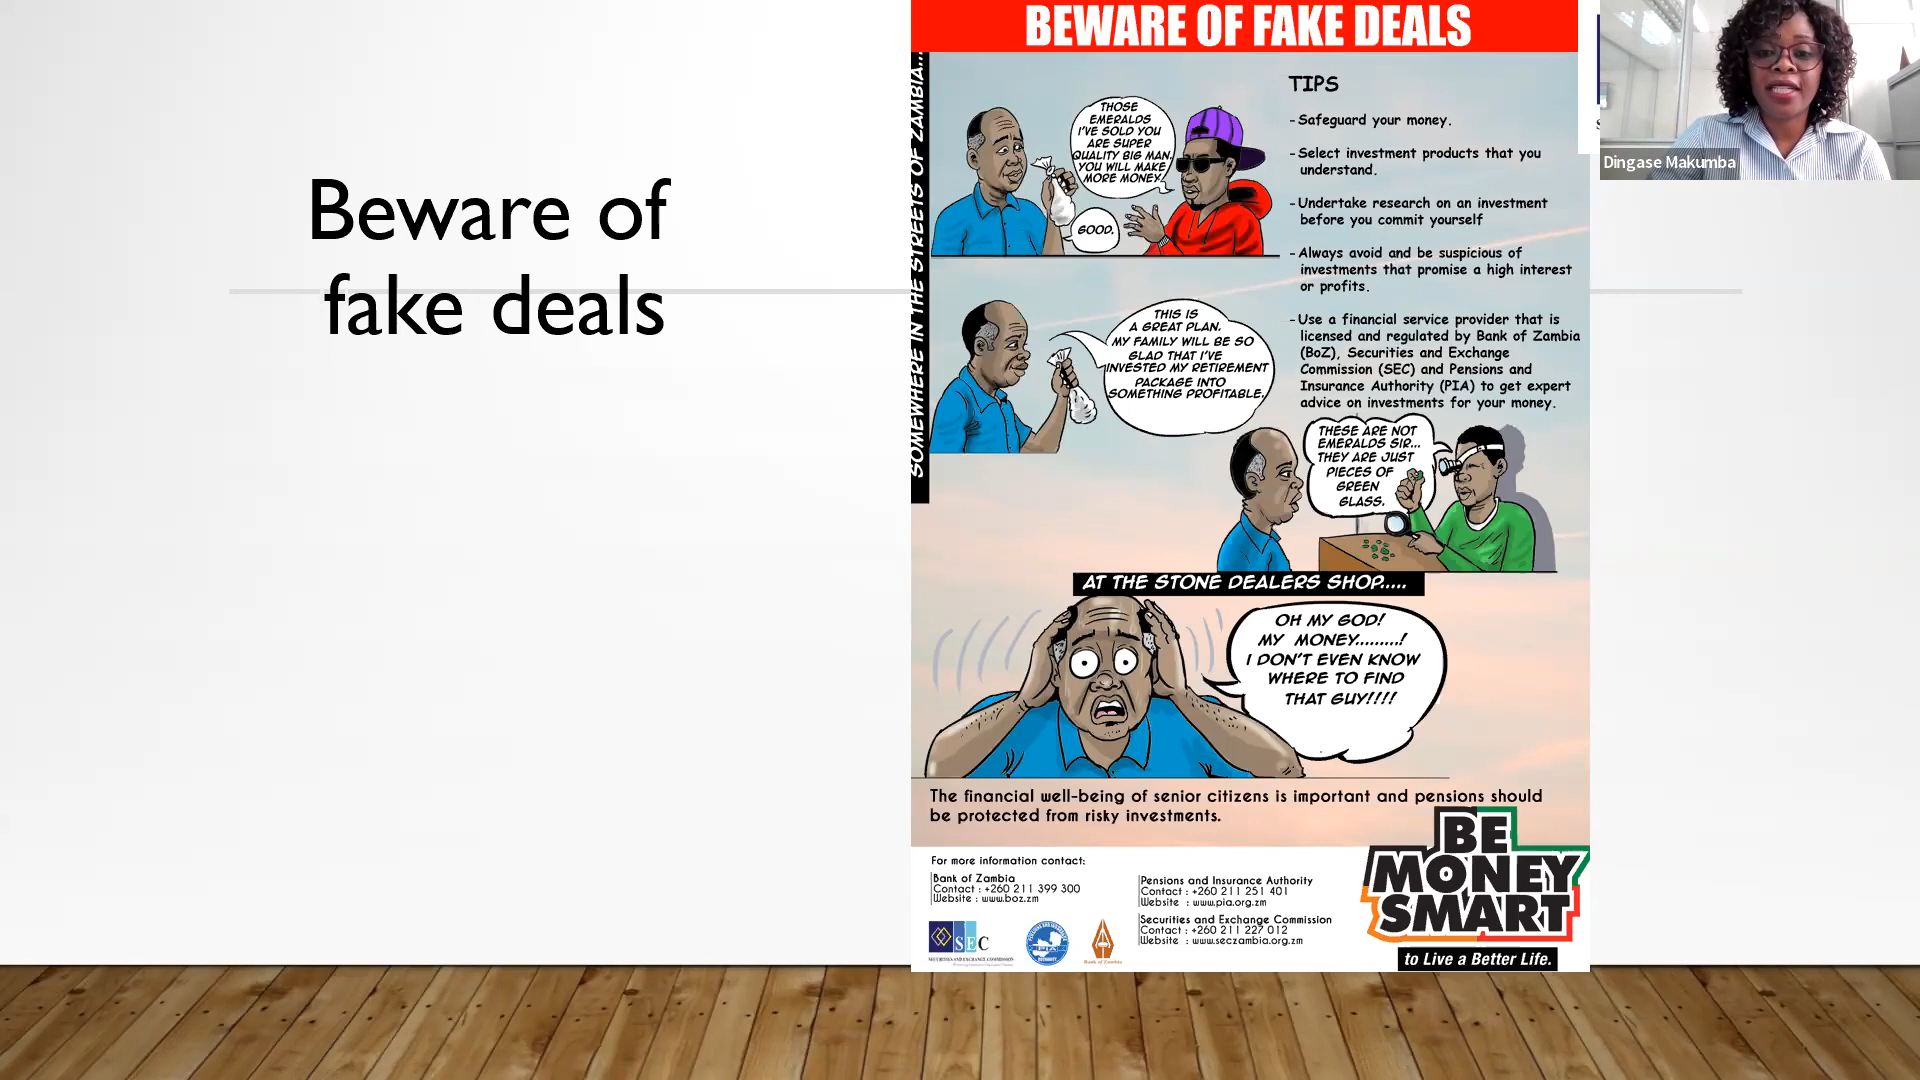 Beware of
fake deals
BEWARE OF FAKE DEALS
SOMEWHERE IN THE STREETS OF ZAMBIA...
THOSE
EMERALDS
I'VE SOLD YOU
ARE SUPER
QUALITY BIG MAN.
YOU WILL MAKE
MORE MONEY.
GOOD.
THIS IS
A GREAT PLAN.
MY FAMILY WILL BE SO
GLAD THAT I'VE
INVESTED MY RETIREMENT
PACKAGE INTO
SOMETHING PROFITABLE.
TIPS
- Safeguard your money.
- Select investment products that you
understand.
- Undertake research on an investment
before you commit yourself
- Always avoid and be suspicious of
investments that promise a high interest
or profits.
- Use a financial service provider that is
licensed and regulated by Bank of Zambia
(BoZ), Securities and Exchange
Commission (SEC) and Pensions and
Insurance Authority (PIA) to get expert
advice on investments for your money.
THESE ARE NOT
EMERALDS SIR...
THEY ARE JUST
PIECES OF
GREEN
GLASS.
AT THE STONE DEALERS SHOP.....
OH MY GOD!
MY MONEY.........!
I DON'T EVEN KNOW
WHERE TO FIND
THAT GUY!!!!
The financial well-being of senior citizens is important and pensions should
be protected from risky investments.
For more information contact:
Bank of Zambia
Contact : +260 211 399 300
Website : www.boz.zm
Pensions and Insurance Authority
Contact : +260 211 251 401
Website : www.pia.org.zm
Securities and Exchange Commission
Contact : +260 211 227 012
Website : www.seczambia.org.zm
SEC
SECURITIES AND EXCHANGE COMMISSION
PIA
Bank of Zambia
BE
MONEY
SMART
to Live a Better Life.
Dingase Makumba